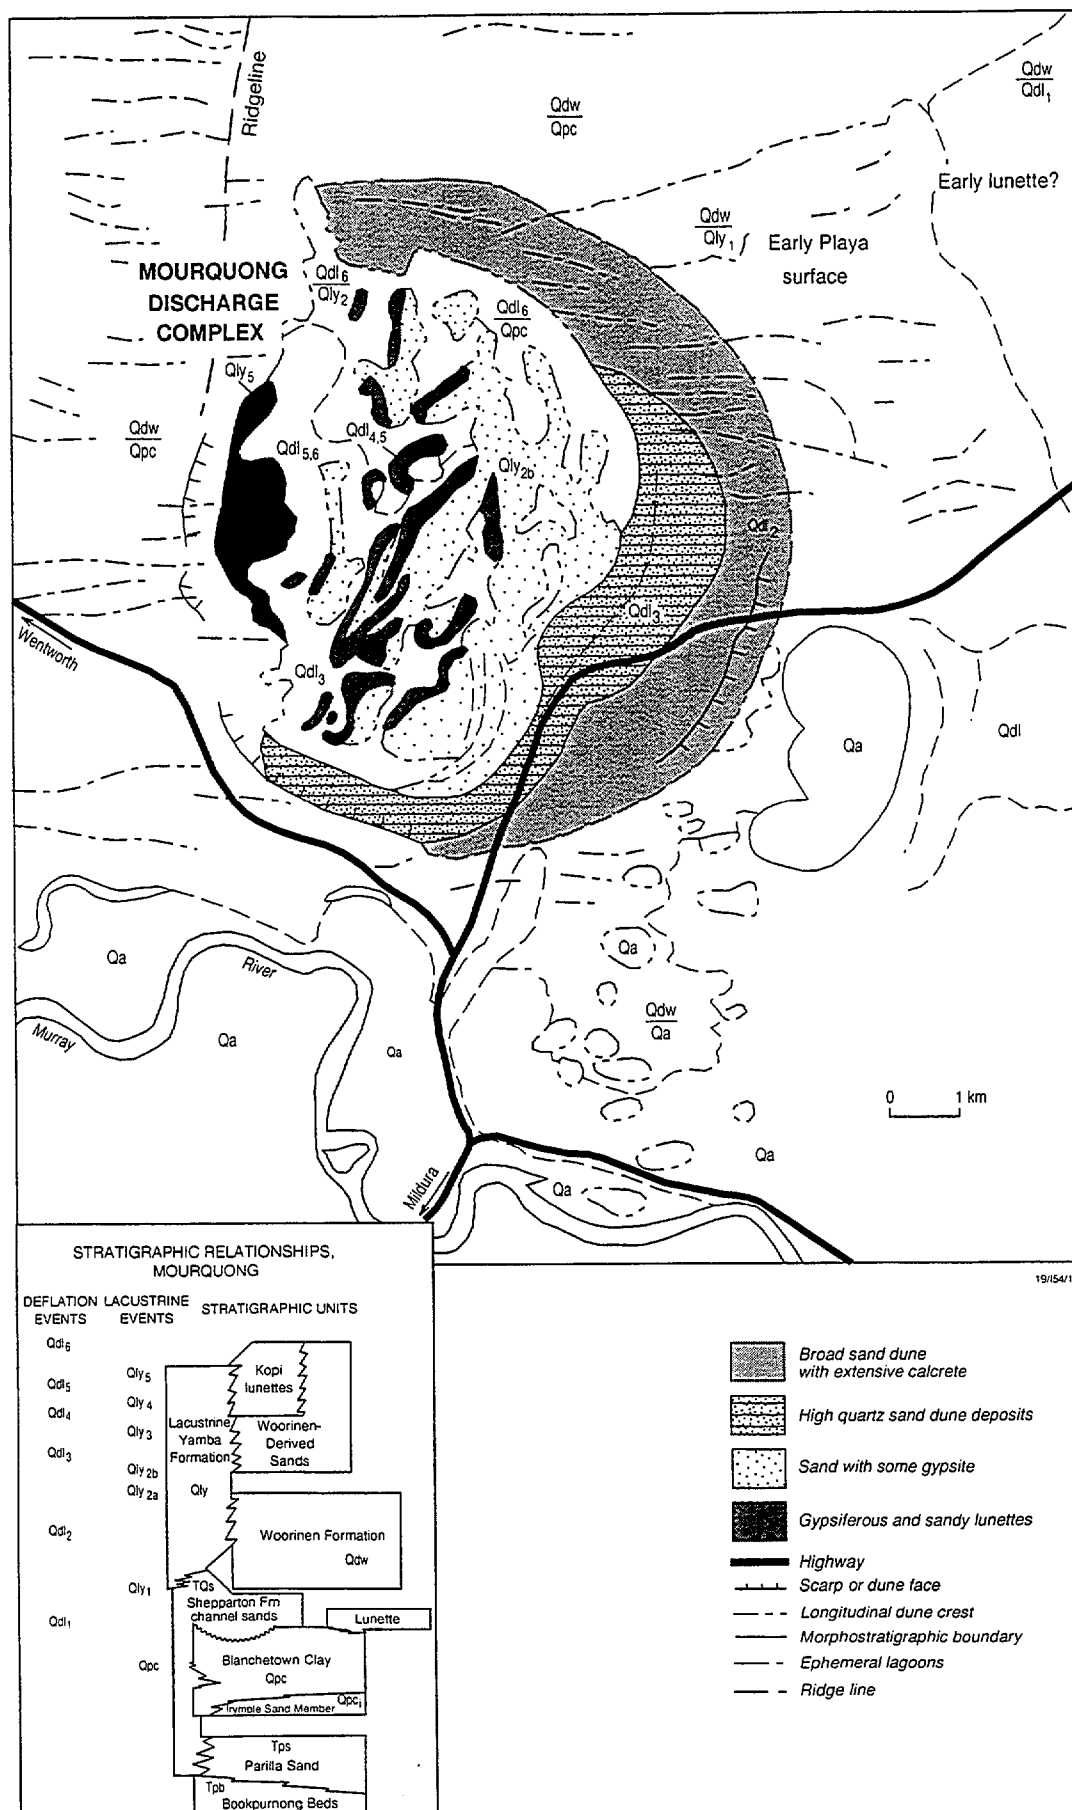 Ridgeline
Qdw
Qpc
Qdw
Qdl1
Early lunette?
Qdw
Qly1
Early Playa
surface
MOURQUONG
DISCHARGE
COMPLEX
Qdl6
Qly2
Qdl6
Qpc
Qly5
Qdw
Qpc
Qdl5,6
Qdl4,5
Qly2b
Qdl2
Qdl3
Wentworth
Qdl3
Qa
Qdl
Qa
River
Qa
Qdw
Qa
Murray
Qa
Qa
0 1 km
Qa
Mildura
Qa
19/I54/1
STRATIGRAPHIC RELATIONSHIPS,
MOURQUONG
DEFLATION
EVENTS
LACUSTRINE
EVENTS
STRATIGRAPHIC UNITS
Qdl6
Qly5
Kopi
lunettes
Qdl5
Qly4
Qdl4
Lacustrine
Yamba
Formation
Woorinen-
Derived
Sands
Qly3
Qdl3
Qly2b
Qly2a
Qly
Qdl2
Woorinen Formation
Qdw
Qly1
TQs
Shepparton Fm
channel sands
Qdl1
Lunette
Qpc
Blanchetown Clay
Qpc
Qpci
Sand Member
Tps
Parilla Sand
Tpb
Bookpurnong Beds
Broad sand dune
with extensive calcrete
High quartz sand dune deposits
Sand with some gypsite
Gypsiferous and sandy lunettes
Highway
Scarp or dune face
Longitudinal dune crest
Morphostratigraphic boundary
Ephemeral lagoons
Ridge line